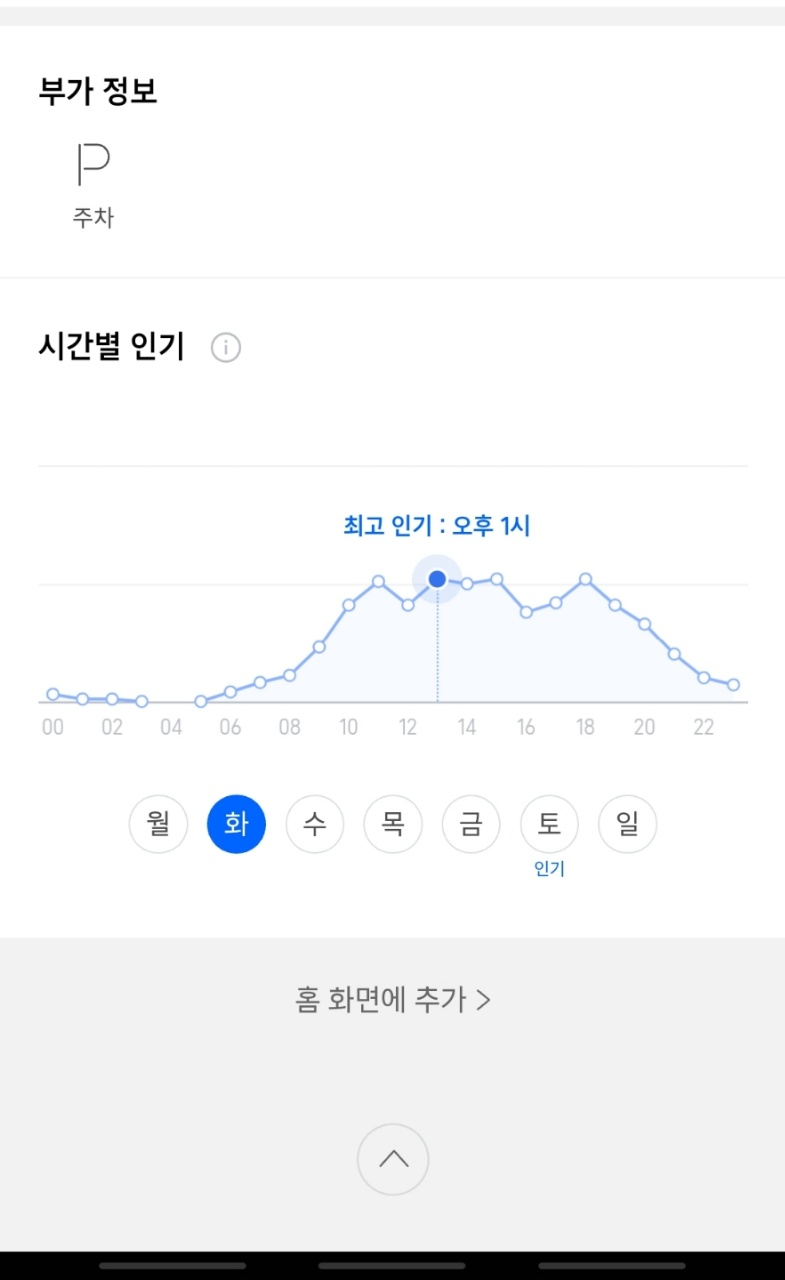 부가 정보
P
주차
시간별 인기 i
최고 인기 : 오후 1시
00 02 04 06 08 10 12 14 16 18 20 22
월 화 수 목 금 토 일
인기
홈 화면에 추가 >